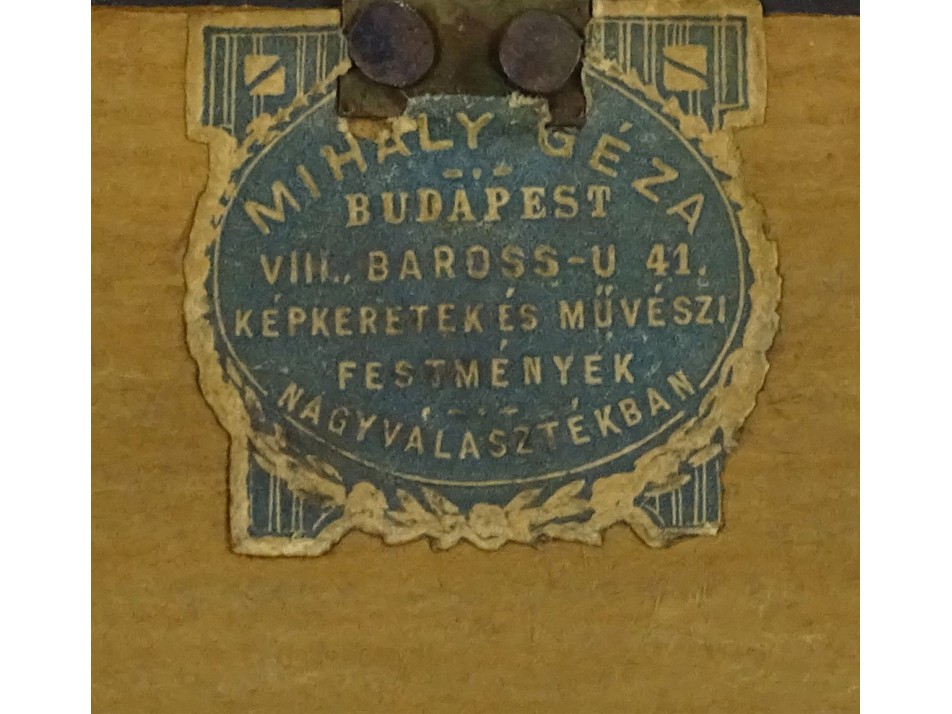 MIHÁLY GÉZA
BUDAPEST
VIII., BAROSS-U 41.
KÉPKERETEK ÉS MŰVÉSZI
FESTMÉNYEK
NAGYVÁLASZTÉKBAN